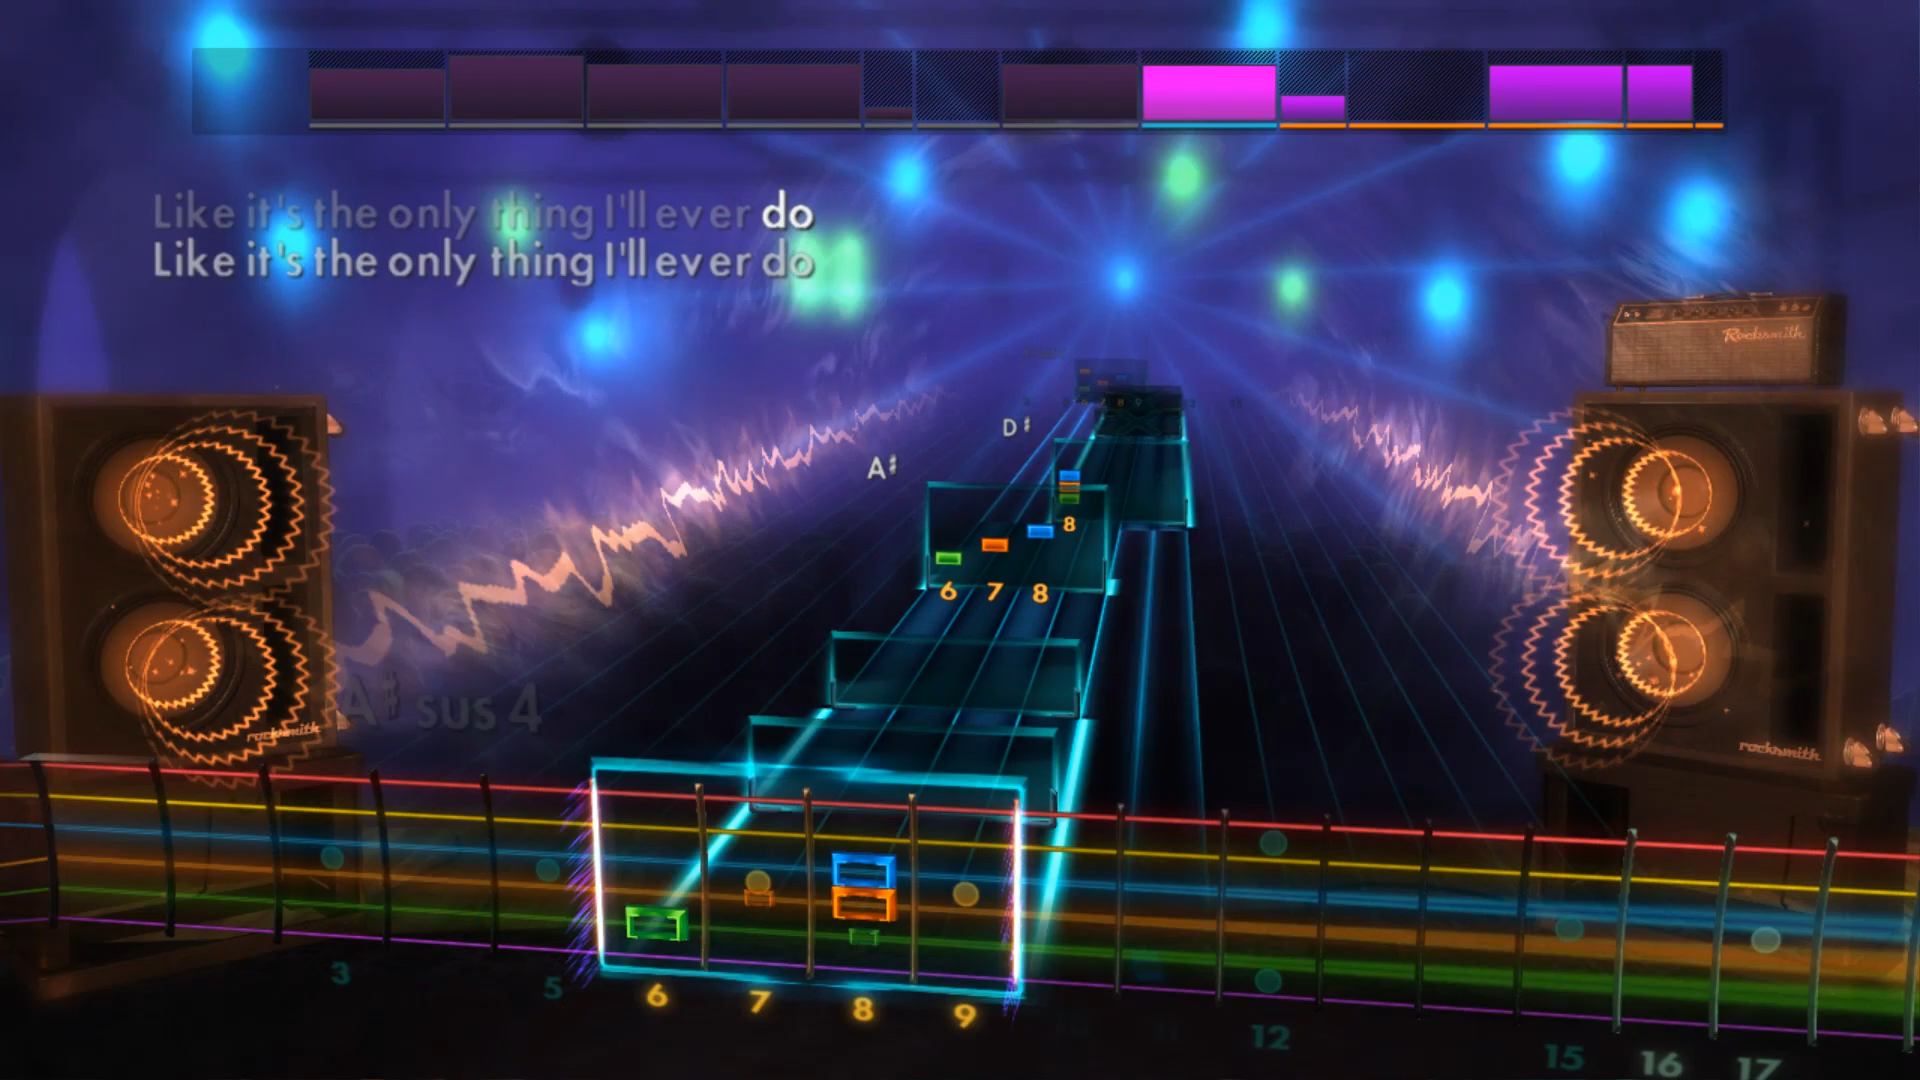 Like it's the only thing I'll ever do
Like it's the only thing I'll ever do
Rocksmith
D#
A#
8
6 7 8
A# sus 4
rocksmith
rocksmith
3 5 6 7 8 9 12 15 16 17